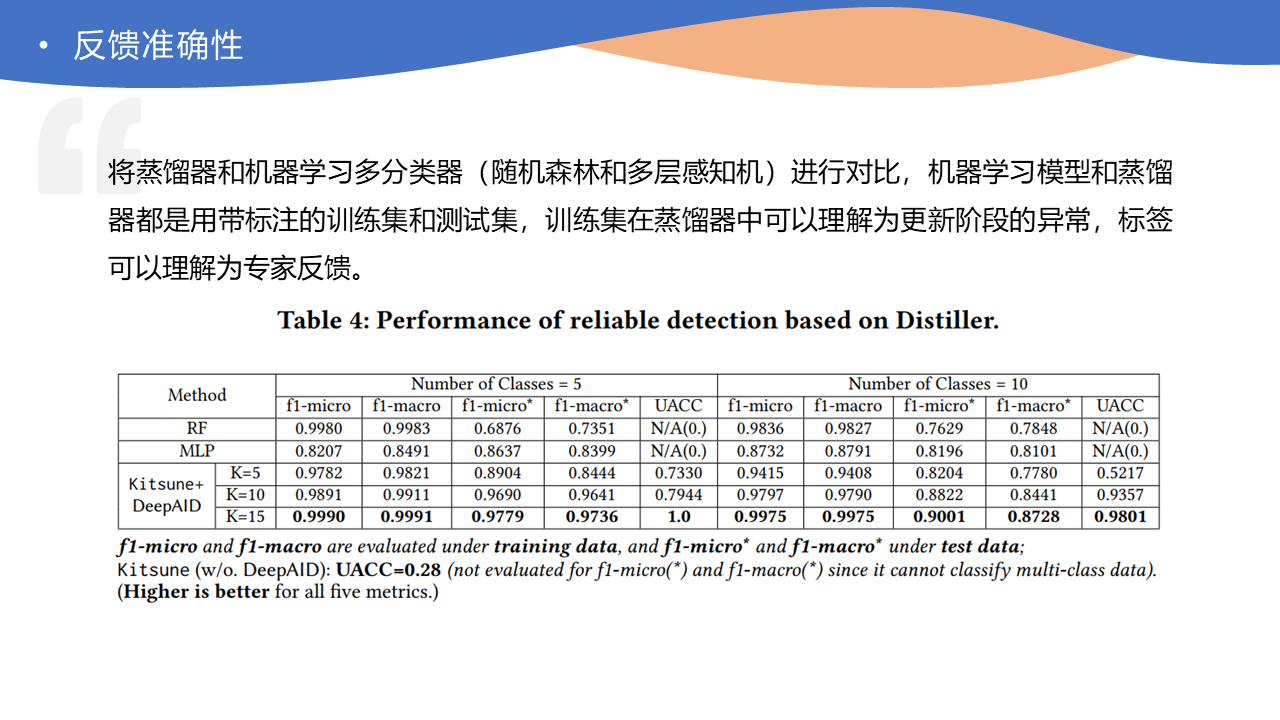 • 反馈准确性
将蒸馏器和机器学习多分类器（随机森林和多层感知机）进行对比，机器学习模型和蒸馏
器都是用带标注的训练集和测试集，训练集在蒸馏器中可以理解为更新阶段的异常，标签
可以理解为专家反馈。
Table 4: Performance of reliable detection based on Distiller.
Method Number of Classes = 5 Number of Classes = 10
f1-micro f1-macro f1-micro* f1-macro* UACC f1-micro f1-macro f1-micro* f1-macro* UACC
RF 0.9980 0.9983 0.6876 0.7351 N/A(0.) 0.9836 0.9827 0.7629 0.7848 N/A(0.)
MLP 0.8207 0.8491 0.8637 0.8399 N/A(0.) 0.8732 0.8791 0.8196 0.8101 N/A(0.)
Kitsune+ DeepAID K=5 0.9782 0.9821 0.8904 0.8444 0.7330 0.9415 0.9408 0.8204 0.7780 0.5217
K=10 0.9891 0.9911 0.9690 0.9641 0.7944 0.9797 0.9790 0.8822 0.8441 0.9357
K=15 0.9990 0.9991 0.9779 0.9736 1.0 0.9975 0.9975 0.9001 0.8728 0.9801
f1-micro and f1-macro are evaluated under training data, and f1-micro* and f1-macro* under test data;
Kitsune (w/o. DeepAID): UACC=0.28 (not evaluated for f1-micro(*) and f1-macro(*) since it cannot classify multi-class data).
(Higher is better for all five metrics.)